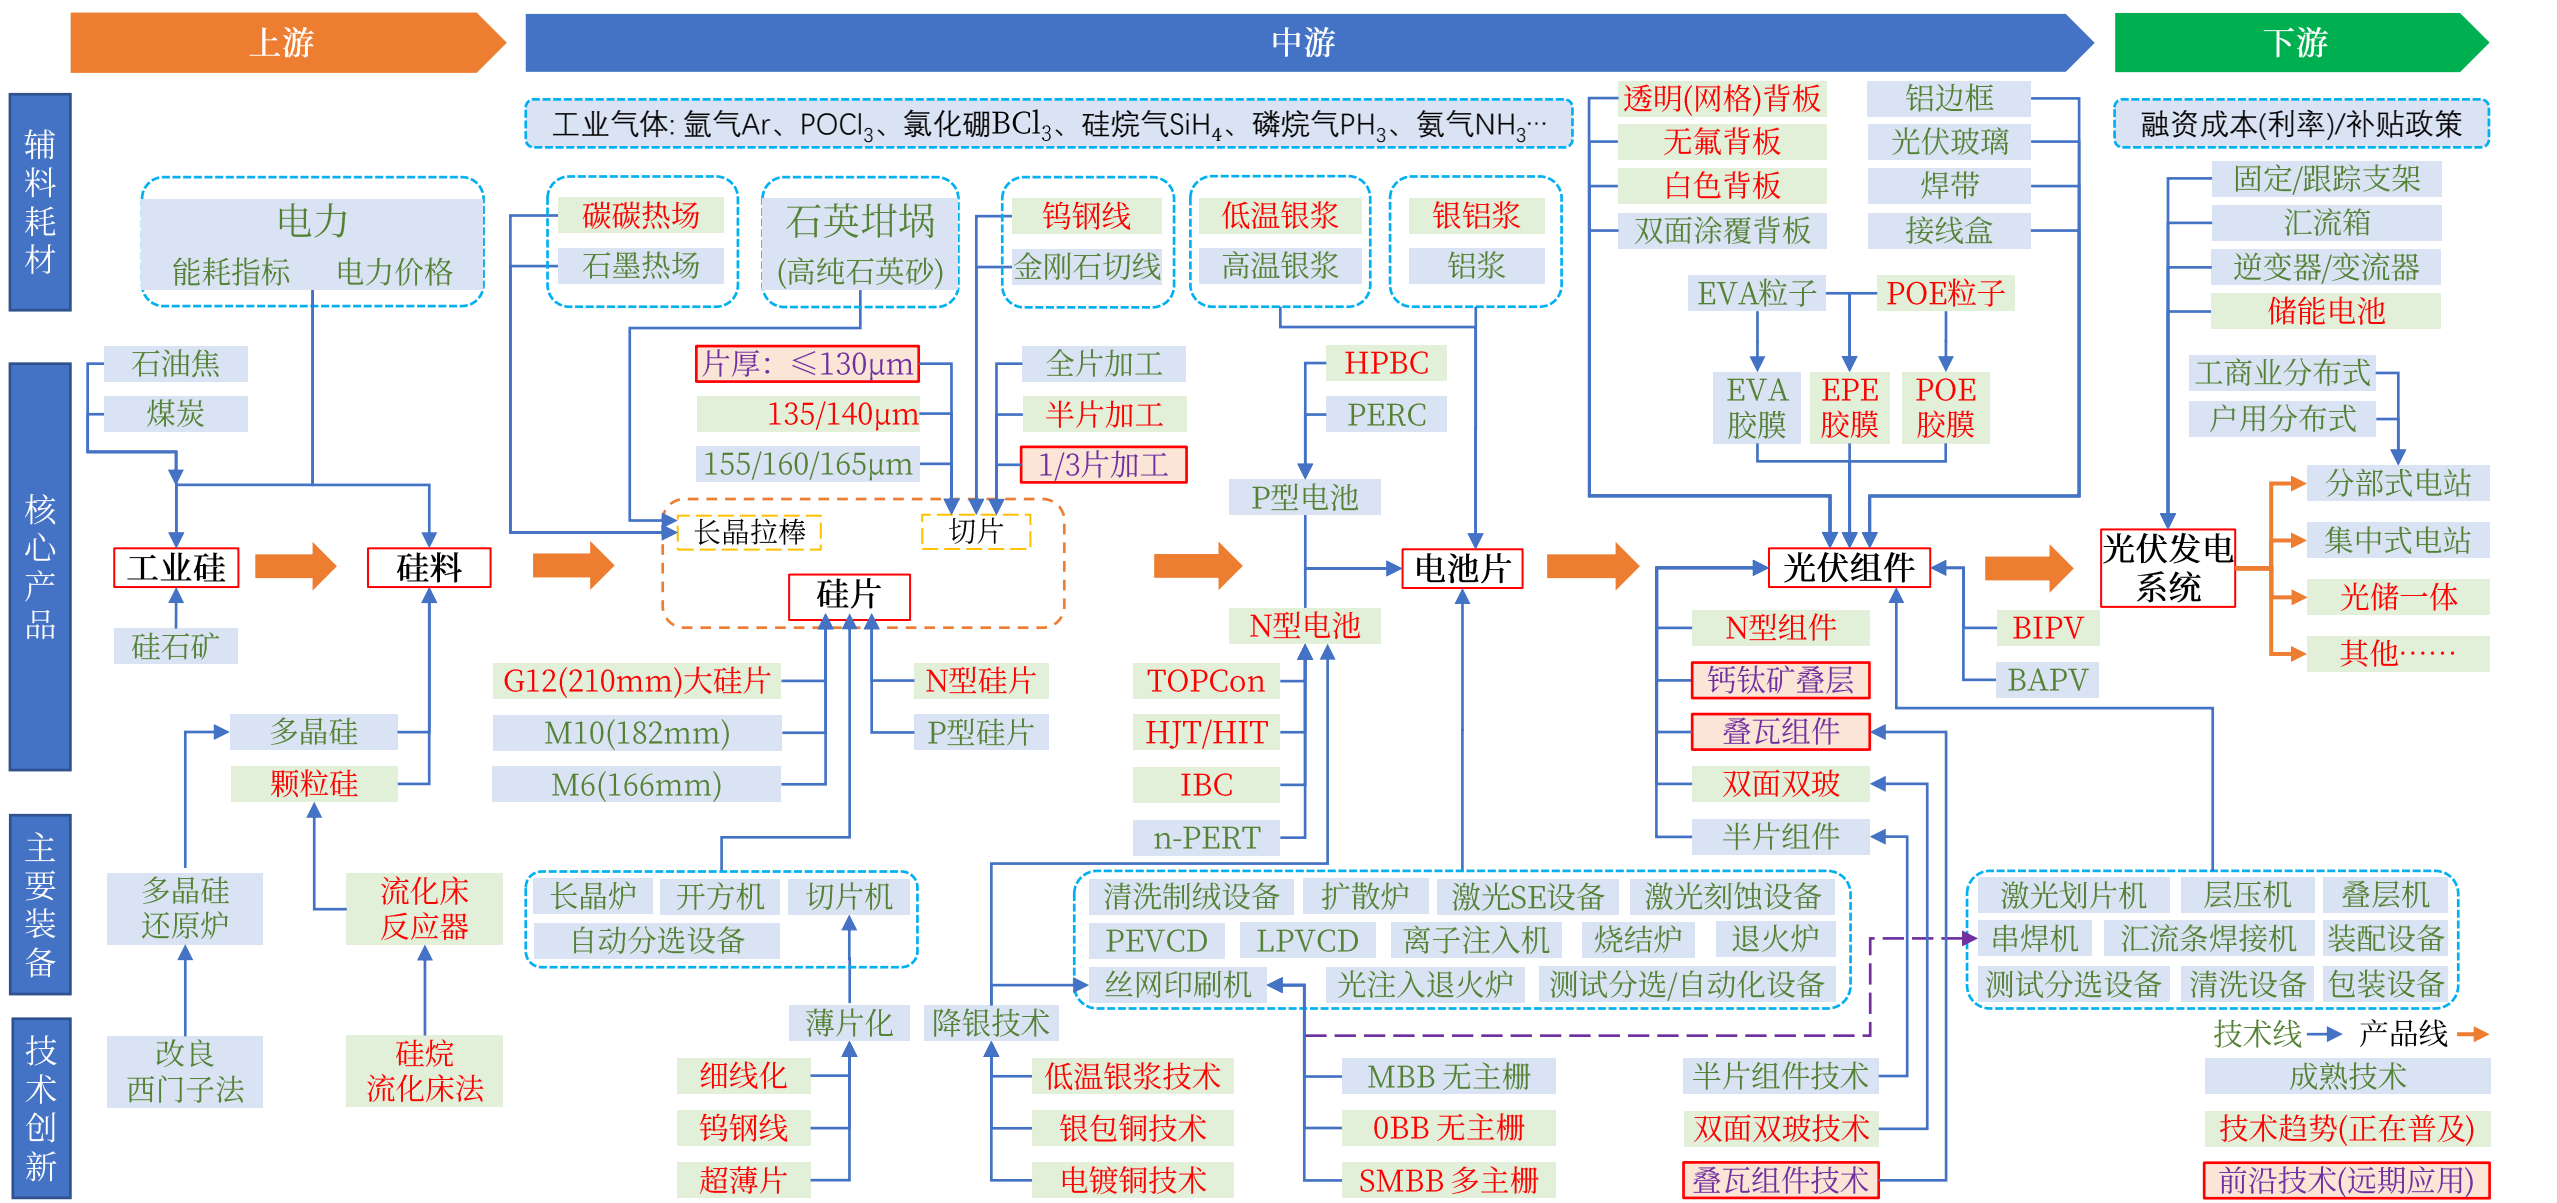 上游
中游
下游
辅料耗材
核心产品
主要装备
技术创新
工业气体: 氩气Ar、POCl₃、氯化硼BCl₃、硅烷气SiH₄、磷烷气PH₃、氨气NH₃…
融资成本(利率)/补贴政策
电力
能耗指标
电力价格
碳碳热场
石墨热场
石英坩埚
(高纯石英砂)
钨钢线
金刚石切线
低温银浆
高温银浆
银铝浆
铝浆
透明(网格)背板
无氟背板
白色背板
双面涂覆背板
铝边框
光伏玻璃
焊带
接线盒
EVA粒子
POE粒子
EVA
胶膜
EPE
胶膜
POE
胶膜
固定/跟踪支架
汇流箱
逆变器/变流器
储能电池
工商业分布式
户用分布式
石油焦
煤炭
工业硅
硅料
硅石矿
多晶硅
颗粒硅
片厚：≤130μm
135/140μm
155/160/165μm
全片加工
半片加工
1/3片加工
长晶拉棒
切片
硅片
G12(210mm)大硅片
M10(182mm)
M6(166mm)
N型硅片
P型硅片
HPBC
PERC
P型电池
电池片
N型电池
TOPCon
HJT/HIT
IBC
n-PERT
光伏组件
N型组件
钙钛矿叠层
叠瓦组件
双面双玻
半片组件
BIPV
BAPV
光伏发电
系统
分部式电站
集中式电站
光储一体
其他……
多晶硅
还原炉
流化床
反应器
长晶炉
开方机
切片机
自动分选设备
清洗制绒设备
扩散炉
激光SE设备
激光刻蚀设备
PEVCD
LPVCD
离子注入机
烧结炉
退火炉
丝网印刷机
光注入退火炉
测试分选/自动化设备
激光划片机
层压机
叠层机
串焊机
汇流条焊接机
装配设备
测试分选设备
清洗设备
包装设备
改良
西门子法
硅烷
流化床法
薄片化
细线化
钨钢线
超薄片
降银技术
低温银浆技术
银包铜技术
电镀铜技术
MBB 无主栅
0BB 无主栅
SMBB 多主栅
半片组件技术
双面双玻技术
叠瓦组件技术
技术线
产品线
成熟技术
技术趋势(正在普及)
前沿技术(远期应用)